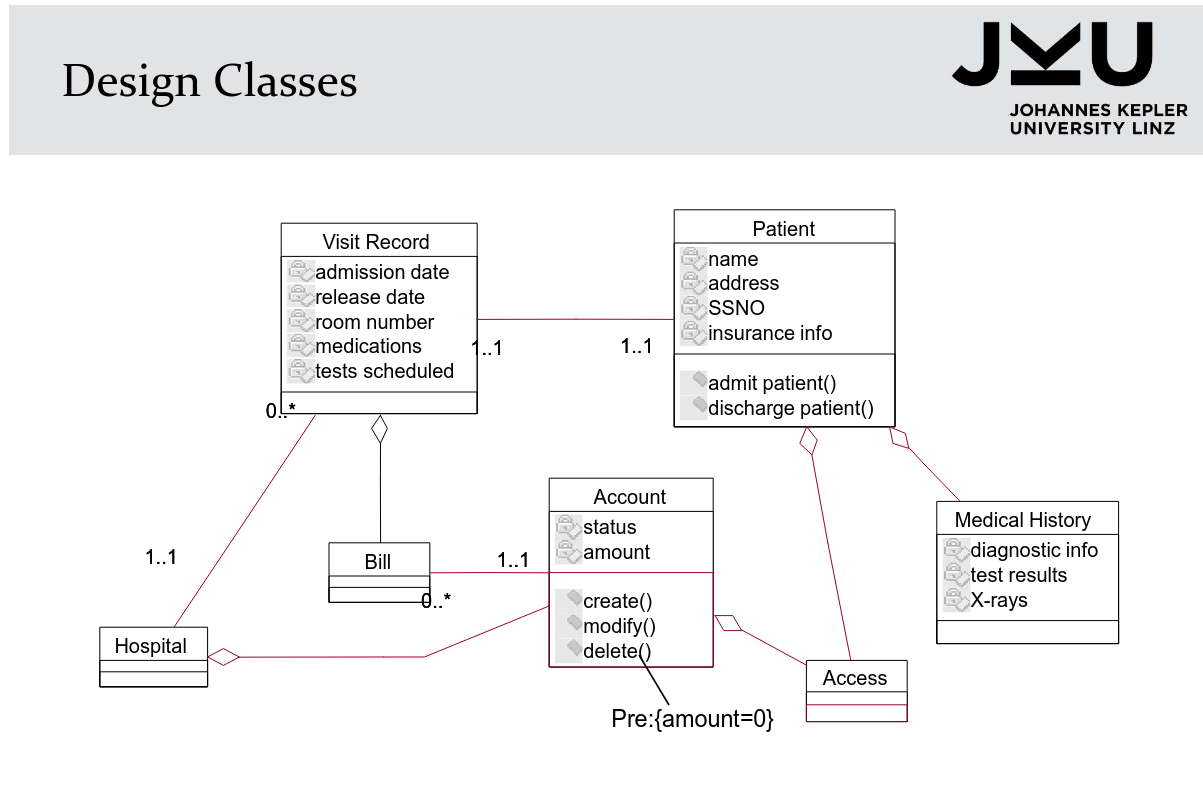 Design Classes
JKU
JOHANNES KEPLER
UNIVERSITY LINZ
Visit Record
admission date
release date
room number
medications
tests scheduled
Patient
name
address
SSNO
insurance info
admit patient()
discharge patient()
1..1
1..1
0..*
Account
status
amount
create()
modify()
delete()
Medical History
diagnostic info
test results
X-rays
1..1
Bill
1..1
0..*
Hospital
Access
Pre:{amount=0}